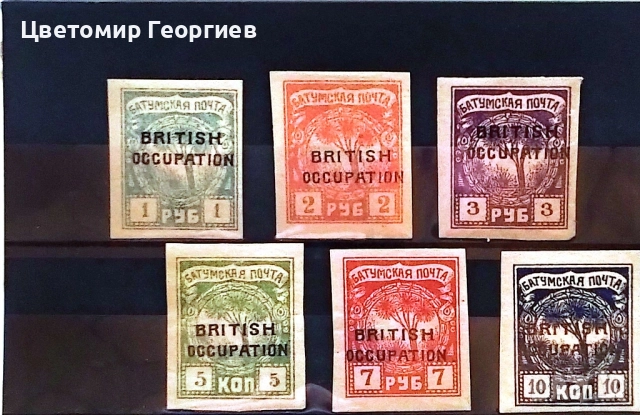 Цветомир Георгиев
БАТУМСКАЯ ПОЧТА
BRITISH
OCCUPATION
1 РУБ 1
БАТУМСКАЯ ПОЧТА
BRITISH
OCCUPATION
2 РУБ 2
БАТУМСКАЯ ПОЧТА
BRITISH
OCCUPATION
3 РУБ 3
БАТУМСКАЯ ПОЧТА
BRITISH
OCCUPATION
5 КОП 5
БАТУМСКАЯ ПОЧТА
BRITISH
OCCUPATION
7 РУБ 7
БАТУМСКАЯ ПОЧТА
BRITISH
OCCUPATION
10 КОП 10